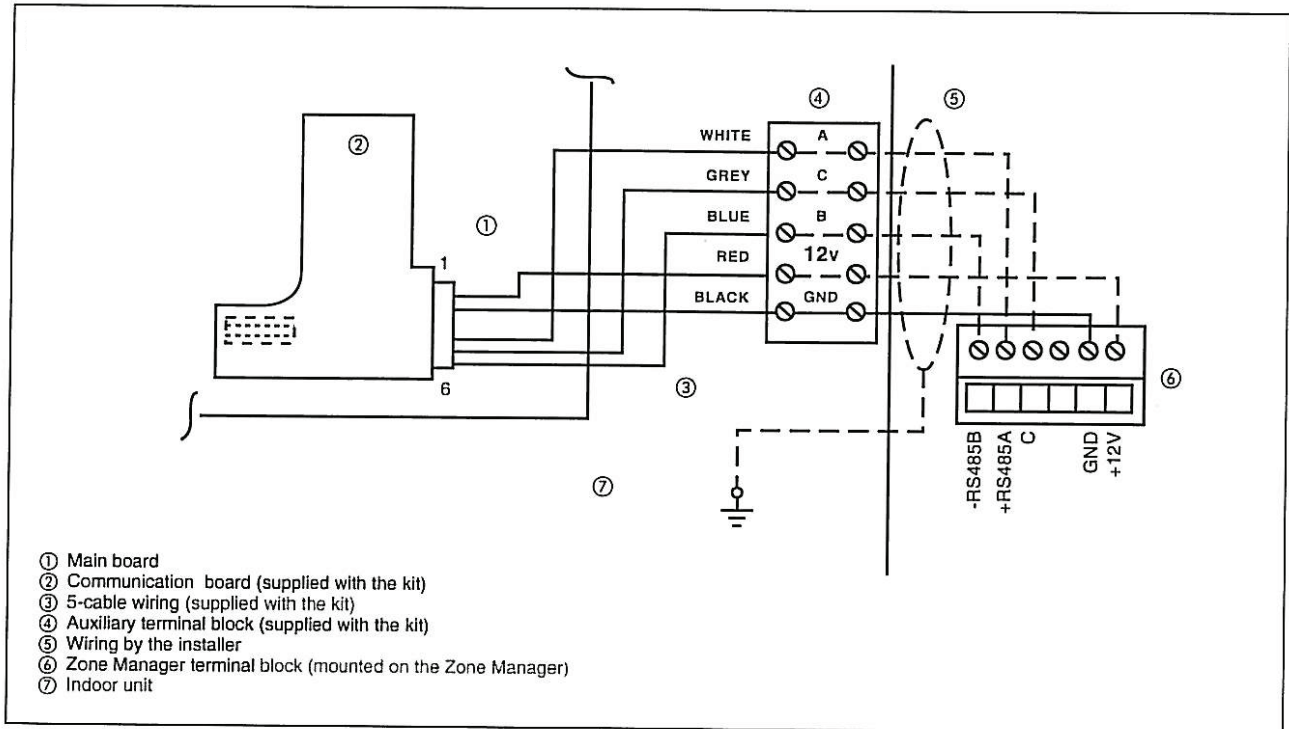 ④
⑤
②
WHITE
A
GREY
C
①
BLUE
B
1
RED
12v
BLACK
GND
6
③
⑥
-RS485B
+RS485A
C
GND
+12V
⑦
① Main board
② Communication board (supplied with the kit)
③ 5-cable wiring (supplied with the kit)
④ Auxiliary terminal block (supplied with the kit)
⑤ Wiring by the installer
⑥ Zone Manager terminal block (mounted on the Zone Manager)
⑦ Indoor unit